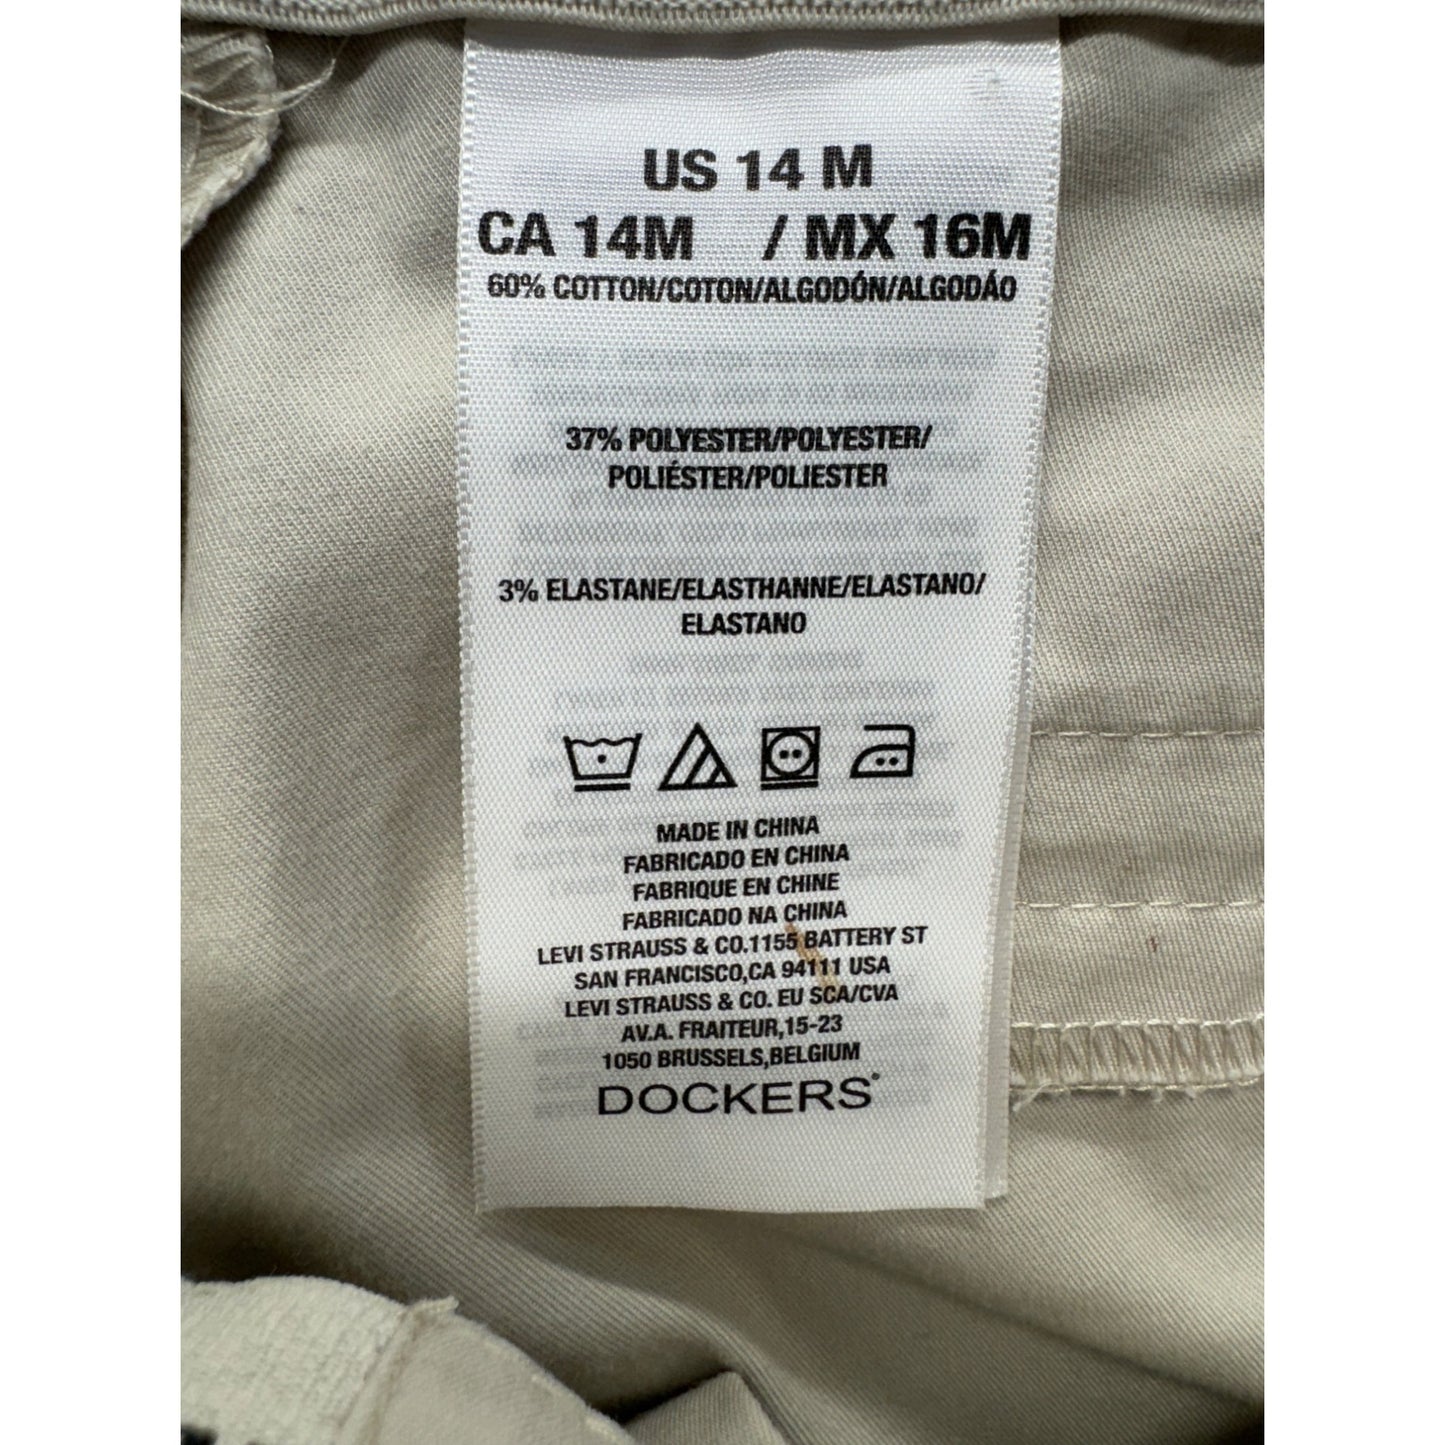 US 14 M
CA 14M / MX 16M
60% COTTON/COTON/ALGODÓN/ALGODÁO
37% POLYESTER/POLYESTER/
POLIÉSTER/POLIESTER
3% ELASTANE/ELASTHANNE/ELASTANO/
ELASTANO
MADE IN CHINA
FABRICADO EN CHINA
FABRIQUE EN CHINE
FABRICADO NA CHINA
LEVI STRAUSS & CO.1155 BATTERY ST
SAN FRANCISCO,CA 94111 USA
LEVI STRAUSS & CO. EU SCA/CVA
AV.A. FRAITEUR,15-23
1050 BRUSSELS,BELGIUM
DOCKERS®